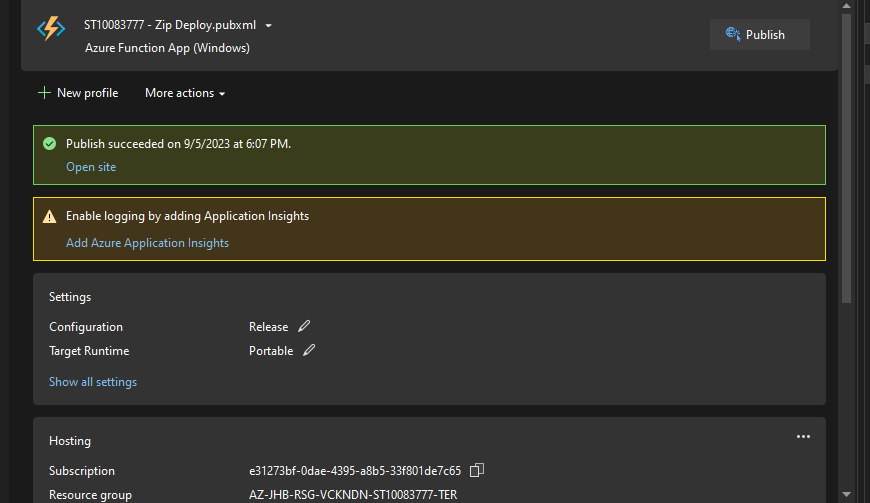 ST10083777 - Zip Deploy.pubxml
Azure Function App (Windows)
Publish
New profile
More actions
Publish succeeded on 9/5/2023 at 6:07 PM.
Open site
Enable logging by adding Application Insights
Add Azure Application Insights
Settings
Configuration Release
Target Runtime Portable
Show all settings
Hosting
Subscription e31273bf-0dae-4395-a8b5-33f801de7c65
Resource group AZ-JHB-RSG-VCKNDN-ST10083777-TER